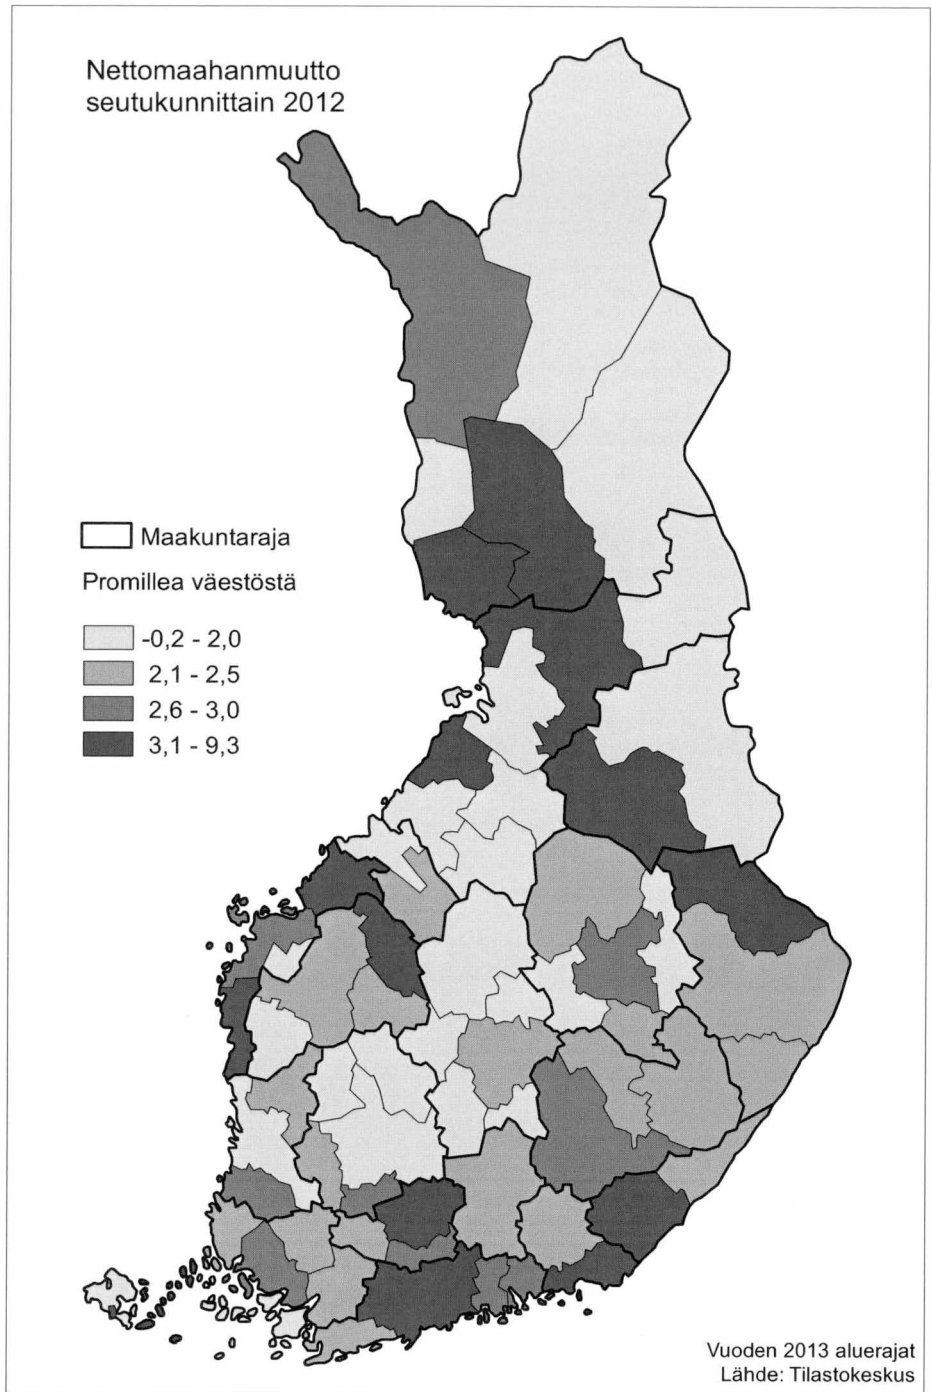 Nettomaahanmuutto
seutukunnittain 2012
Maakuntaraja
Promillea väestöstä
-0,2 - 2,0
2,1 - 2,5
2,6 - 3,0
3,1 - 9,3
Vuoden 2013 aluerajat
Lähde: Tilastokeskus